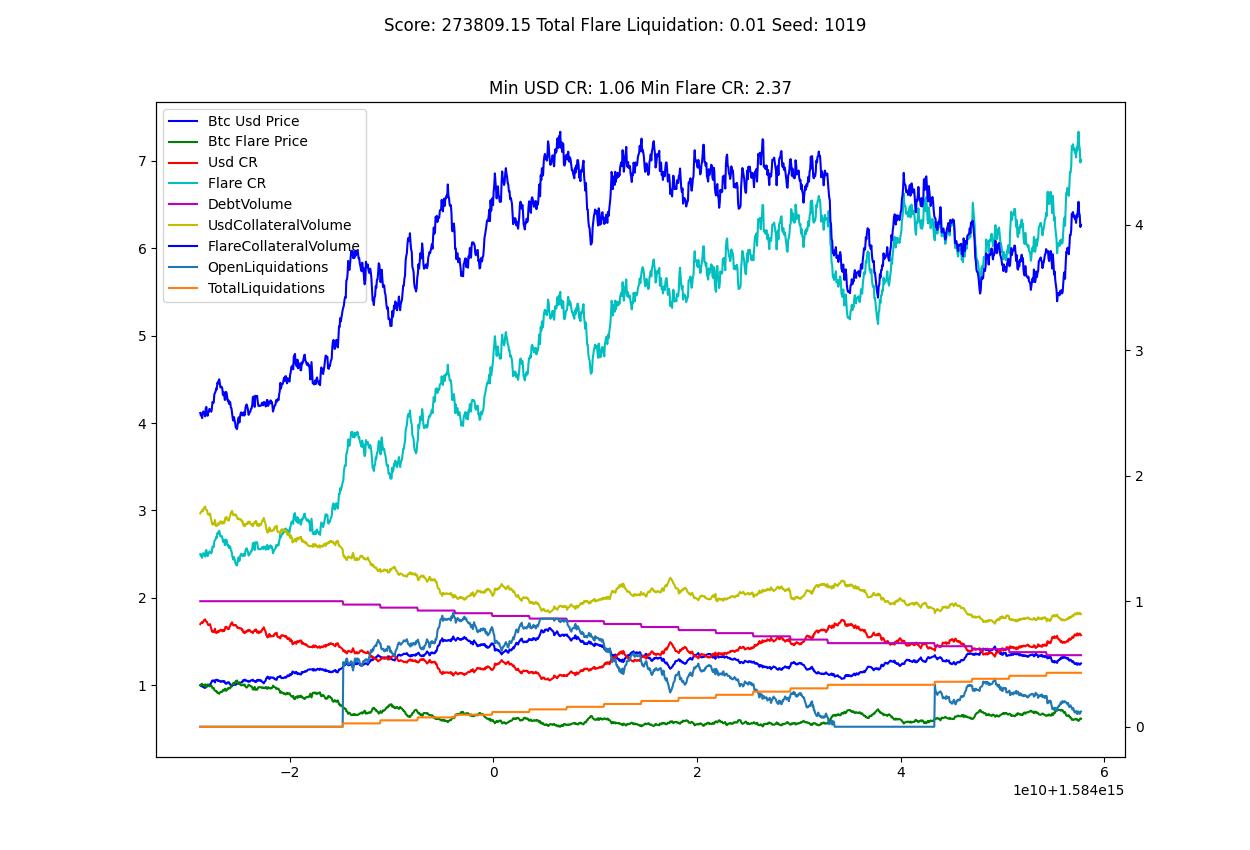 Score: 273809.15 Total Flare Liquidation: 0.01 Seed: 1019
Min USD CR: 1.06 Min Flare CR: 2.37
Btc Usd Price
Btc Flare Price
Usd CR
Flare CR
DebtVolume
UsdCollateralVolume
FlareCollateralVolume
OpenLiquidations
TotalLiquidations
7
6
5
4
3
2
1
4
3
2
1
0
−2
0
2
4
6
1e10+1.584e15